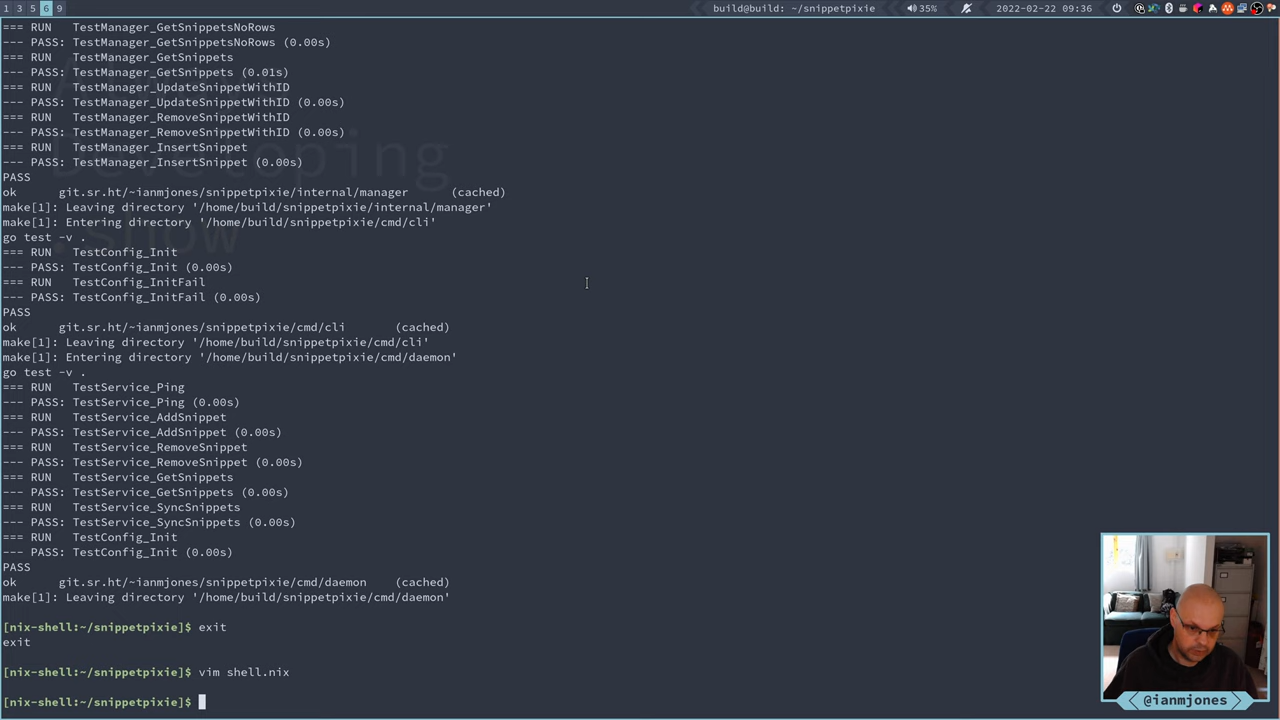 1 3 5 6 9
build@build: ~/snippetpixie 35% 2022-02-22 09:36
=== RUN   TestManager_GetSnippetsNoRows
--- PASS: TestManager_GetSnippetsNoRows (0.00s)
=== RUN   TestManager_GetSnippets
--- PASS: TestManager_GetSnippets (0.01s)
=== RUN   TestManager_UpdateSnippetWithID
--- PASS: TestManager_UpdateSnippetWithID (0.00s)
=== RUN   TestManager_RemoveSnippetWithID
--- PASS: TestManager_RemoveSnippetWithID (0.00s)
=== RUN   TestManager_InsertSnippet
--- PASS: TestManager_InsertSnippet (0.00s)
PASS
ok      git.sr.ht/~ianmjones/snippetpixie/internal/manager      (cached)
make[1]: Leaving directory '/home/build/snippetpixie/internal/manager'
make[1]: Entering directory '/home/build/snippetpixie/cmd/cli'
go test -v .
=== RUN   TestConfig_Init
--- PASS: TestConfig_Init (0.00s)
=== RUN   TestConfig_InitFail
--- PASS: TestConfig_InitFail (0.00s)
PASS
ok      git.sr.ht/~ianmjones/snippetpixie/cmd/cli       (cached)
make[1]: Leaving directory '/home/build/snippetpixie/cmd/cli'
make[1]: Entering directory '/home/build/snippetpixie/cmd/daemon'
go test -v .
=== RUN   TestService_Ping
--- PASS: TestService_Ping (0.00s)
=== RUN   TestService_AddSnippet
--- PASS: TestService_AddSnippet (0.00s)
=== RUN   TestService_RemoveSnippet
--- PASS: TestService_RemoveSnippet (0.00s)
=== RUN   TestService_GetSnippets
--- PASS: TestService_GetSnippets (0.00s)
=== RUN   TestService_SyncSnippets
--- PASS: TestService_SyncSnippets (0.00s)
=== RUN   TestConfig_Init
--- PASS: TestConfig_Init (0.00s)
PASS
ok      git.sr.ht/~ianmjones/snippetpixie/cmd/daemon    (cached)
make[1]: Leaving directory '/home/build/snippetpixie/cmd/daemon'
[nix-shell:~/snippetpixie]$ exit
exit
[nix-shell:~/snippetpixie]$ vim shell.nix
[nix-shell:~/snippetpixie]$
Developing
@ianmjones